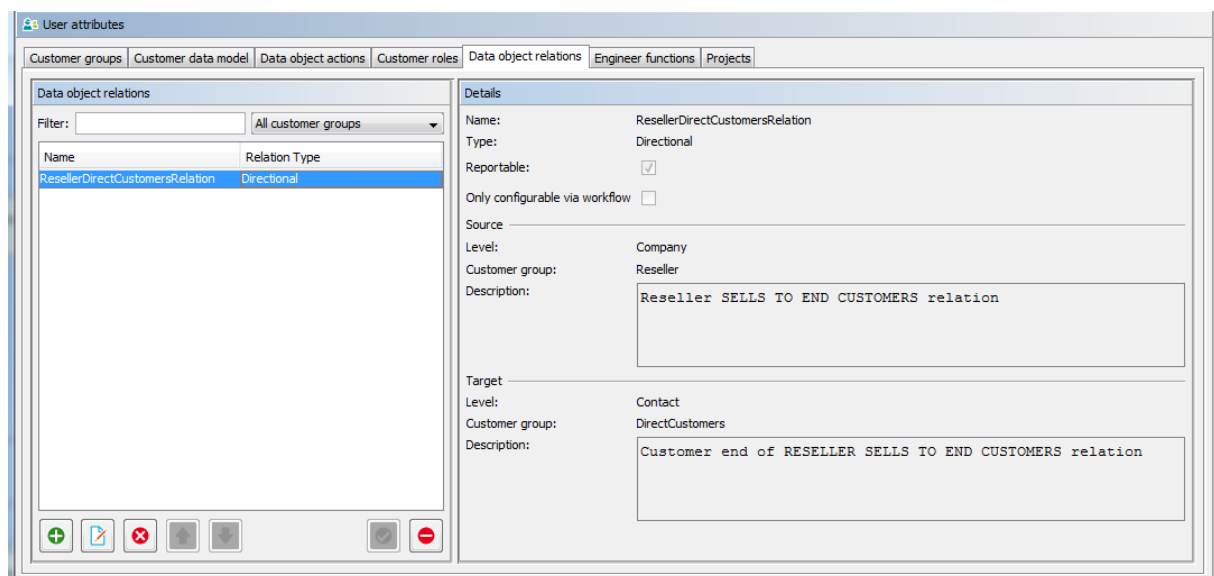 User attributes
Customer groups Customer data model Data object actions Customer roles Data object relations Engineer functions Projects
Data object relations
Filter: All customer groups
Name Relation Type
ResellerDirectCustomersRelation Directional
Details
Name: ResellerDirectCustomersRelation
Type: Directional
Reportable:
Only configurable via workflow
Source
Level: Company
Customer group: Reseller
Description: Reseller SELLS TO END CUSTOMERS relation
Target
Level: Contact
Customer group: DirectCustomers
Description: Customer end of RESELLER SELLS TO END CUSTOMERS relation